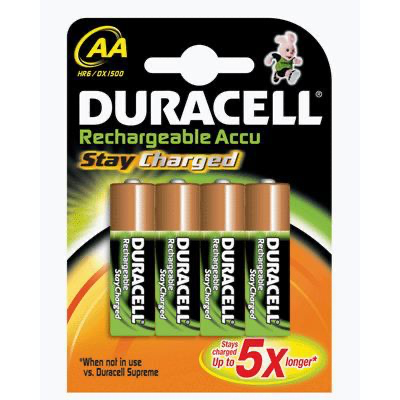 AA
HR6/DX1500
DURACELL
Rechargeable Accu
Stay Charged
DURACELL
Rechargeable
StayCharged
DURACELL
Rechargeable
StayCharged
DURACELL
Rechargeable
StayCharged
DURACELL
Rechargeable
StayCharged
*When not in use
vs. Duracell Supreme
Stays
charged
Up to 5x longer*